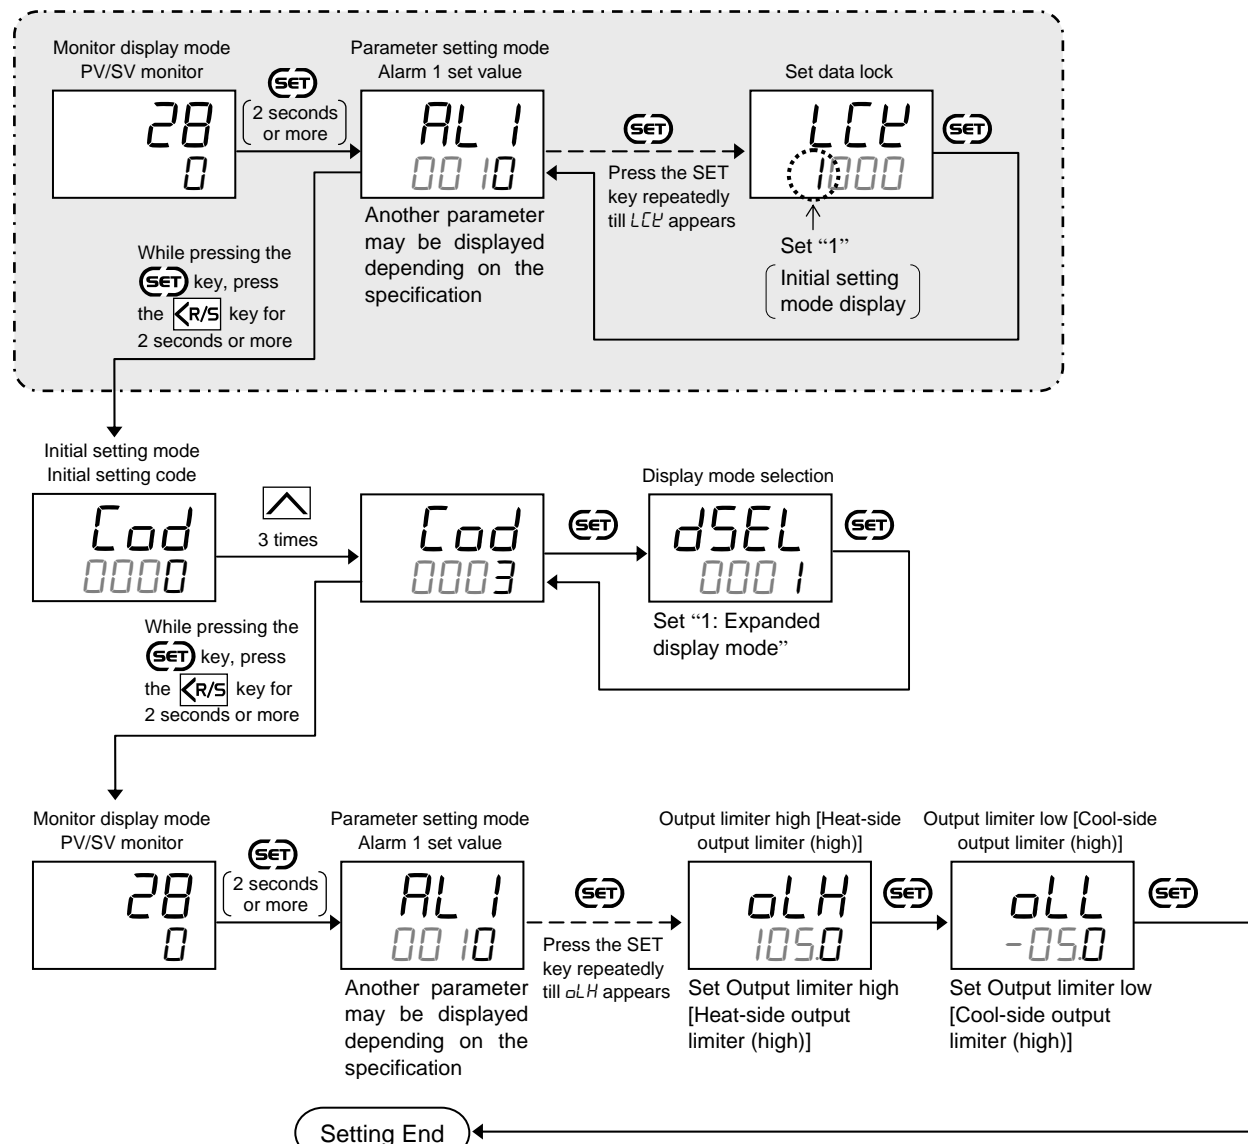 Monitor display mode
PV/SV monitor
28
0
SET
2 seconds
or more
Parameter setting mode
Alarm 1 set value
AL1
0010
Another parameter
may be displayed
depending on the
specification
SET
Press the SET
key repeatedly
till LCK appears
Set data lock
LCK
1000
SET
Set “1”
Initial setting
mode display
While pressing the
SET key, press
the <R/S key for
2 seconds or more
Initial setting mode
Initial setting code
Cod
0000
3 times
Cod
0003
SET
Display mode selection
dSEL
0001
SET
Set “1: Expanded
display mode”
While pressing the
SET key, press
the <R/S key for
2 seconds or more
Monitor display mode
PV/SV monitor
28
0
SET
2 seconds
or more
Parameter setting mode
Alarm 1 set value
AL1
0010
Another parameter
may be displayed
depending on the
specification
SET
Press the SET
key repeatedly
till oLH appears
Output limiter high [Heat-side
output limiter (high)]
oLH
105.0
Set Output limiter high
[Heat-side output
limiter (high)]
SET
Output limiter low [Cool-side
output limiter (high)]
oLL
-05.0
Set Output limiter low
[Cool-side output
limiter (high)]
SET
Setting End